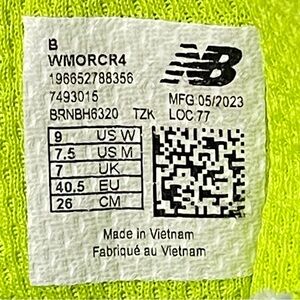 B
WMORCR4
196652788356
7493015
BRNBH6320 TZK
NB
MFG:05/2023
LOC:77
9 US W
7.5 US M
7 UK
40.5 EU
26 CM
Made in Vietnam
Fabriqué au Vietnam